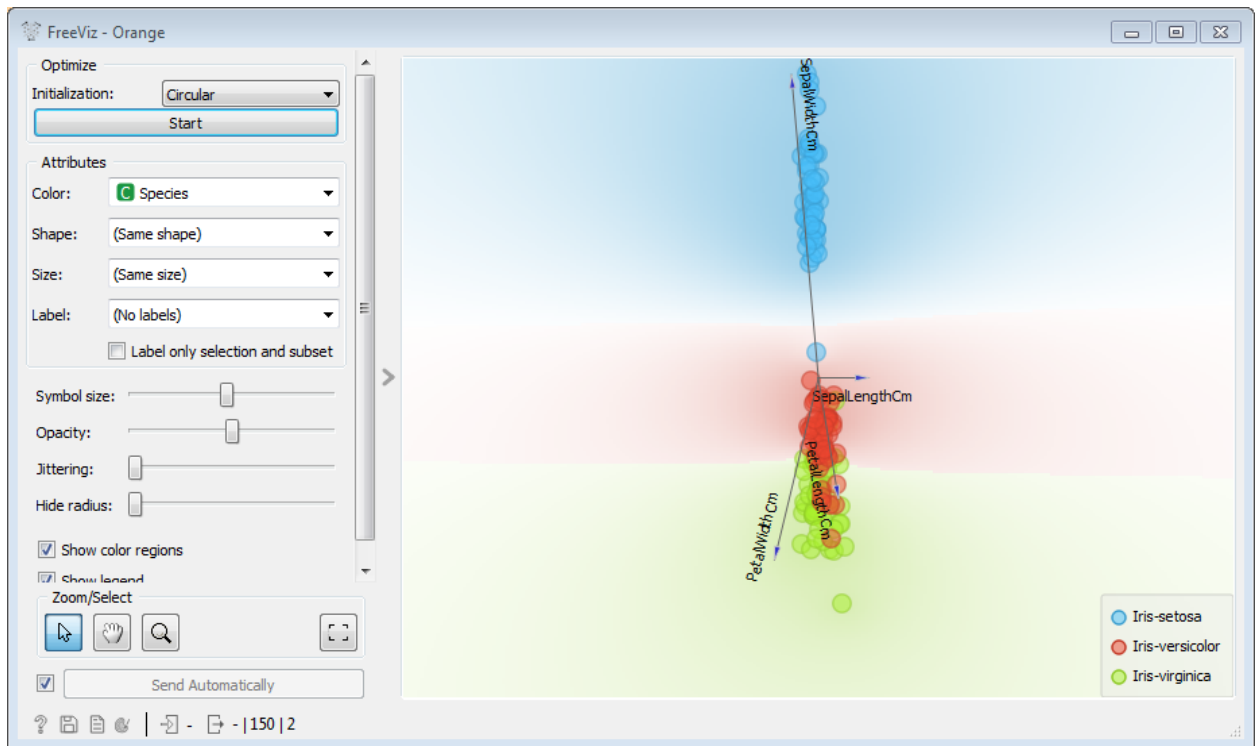 FreeViz - Orange
Optimize
Initialization: Circular
Start
Attributes
Color: C Species
Shape: (Same shape)
Size: (Same size)
Label: (No labels)
Label only selection and subset
Symbol size:
Opacity:
Jittering:
Hide radius:
Show color regions
Show legend
Zoom/Select
Send Automatically
? - - | 150 | 2
SepalWidthCm
SepalLengthCm
PetalLengthCm
PetalWidthCm
Iris-setosa
Iris-versicolor
Iris-virginica